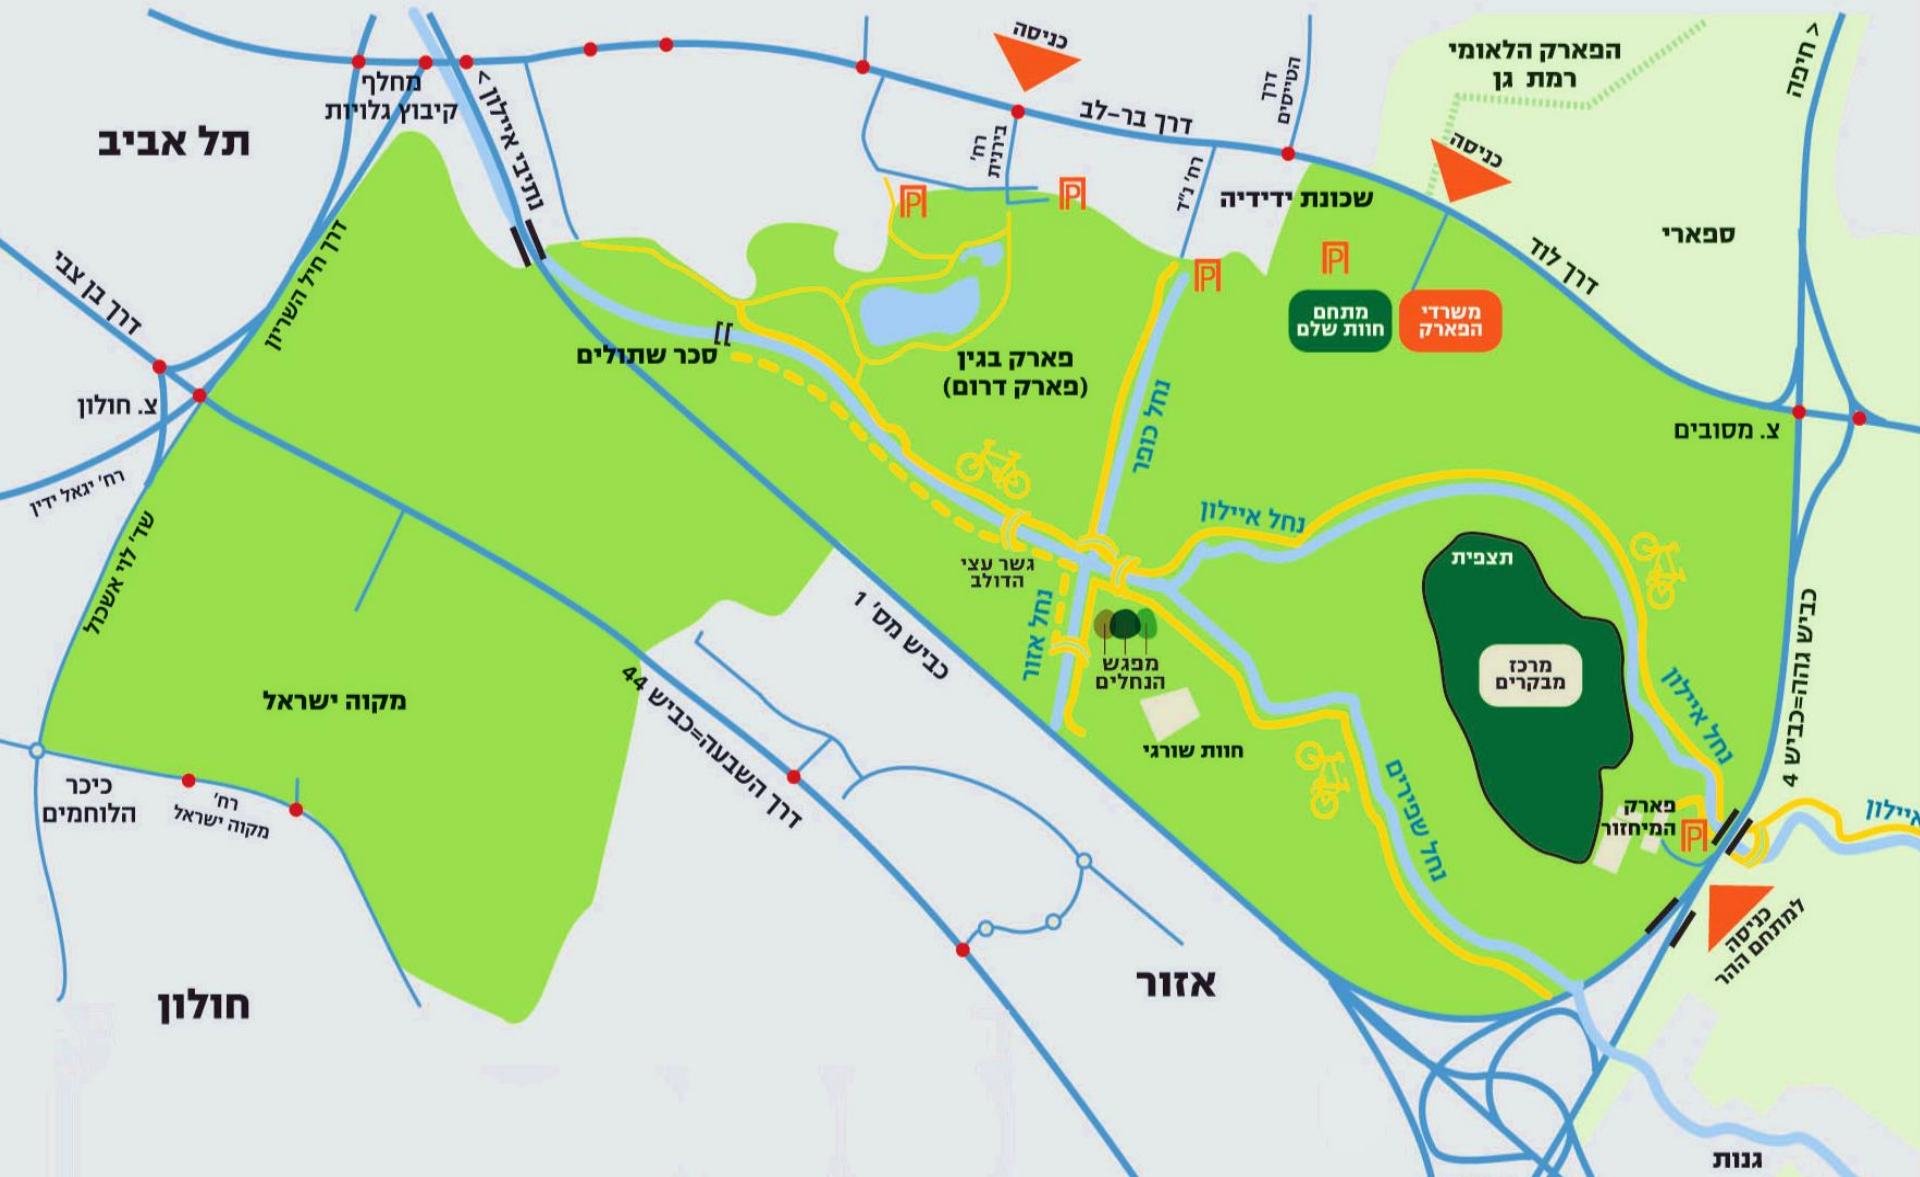 < חיפה
הפארק הלאומי
רמת גן
כניסה
כניסה
דרך
הטייסים
דרך בר-לב
רח'
בירנית
רח' נ"ד
שכונת ידידיה
ספארי
דרך לוד
צ. מסובים
מחלף
קיבוץ גלויות
נתיבי איילון >
תל אביב
דרך חיל השריון
דרך בן צבי
צ. חולון
רח' יגאל ידין
שד' לוי אשכול
P
P
P
P
מתחם
חוות שלם
משרדי
הפארק
סכר שתולים
פארק בגין
(פארק דרום)
נחל כופר
נחל איילון
גשר עצי
הדולב
נחל אזור
מפגש
הנחלים
חוות שורגי
תצפית
מרכז
מבקרים
נחל איילון
כביש גהה=כביש 4
נחל שפירים
פארק
המיחזור
P
איילון
כניסה
למתחם ההר
כביש מס' 1
דרך השבעה=כביש 44
מקוה ישראל
כיכר
הלוחמים
רח'
מקוה ישראל
חולון
אזור
גנות